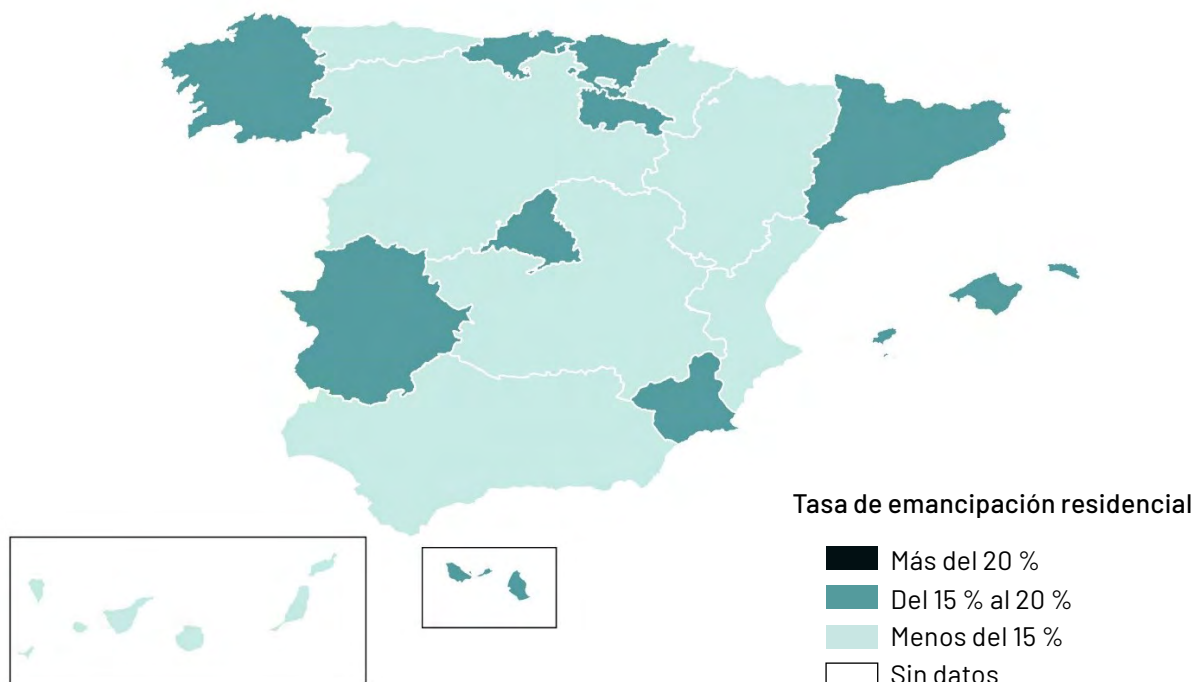 Tasa de emancipación residencial
Más del 20 %
Del 15 % al 20 %
Menos del 15 %
Sin datos